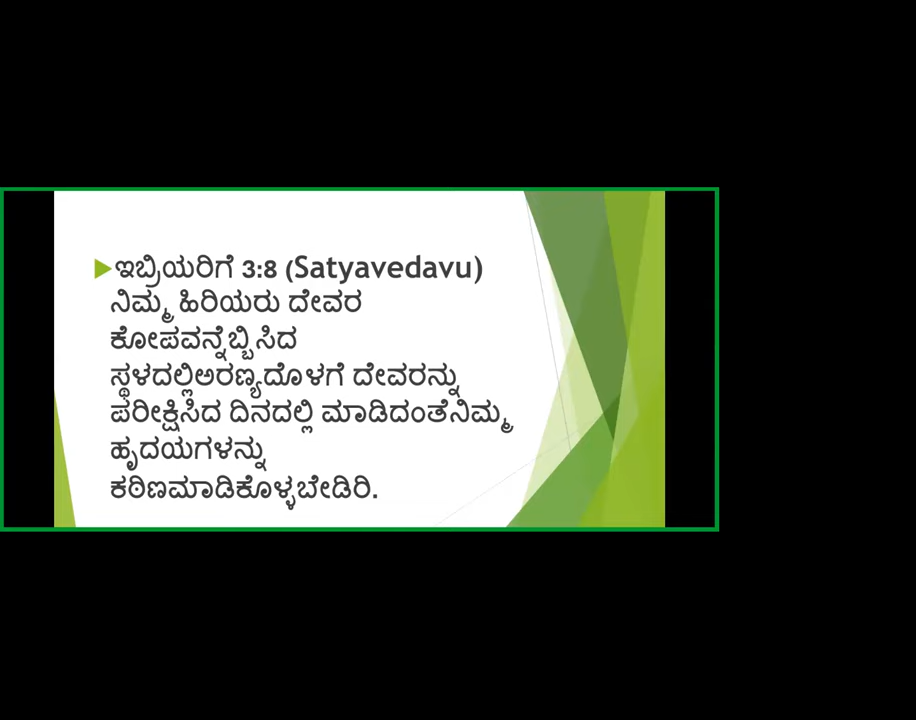 ಇಬ್ರಿಯರಿಗೆ 3:8 (Satyavedavu)
ನಿಮ್ಮ ಹಿರಿಯರು ದೇವರ
ಕೋಪವನ್ನೆಬ್ಬಿಸಿದ
ಸ್ಥಳದಲ್ಲಿಅರಣ್ಯದೊಳಗೆ ದೇವರನ್ನು
ಪರೀಕ್ಷಿಸಿದ ದಿನದಲ್ಲಿ ಮಾಡಿದಂತೆನಿಮ್ಮ
ಹೃದಯಗಳನ್ನು
ಕಠಿಣಮಾಡಿಕೊಳ್ಳಬೇಡಿರಿ.